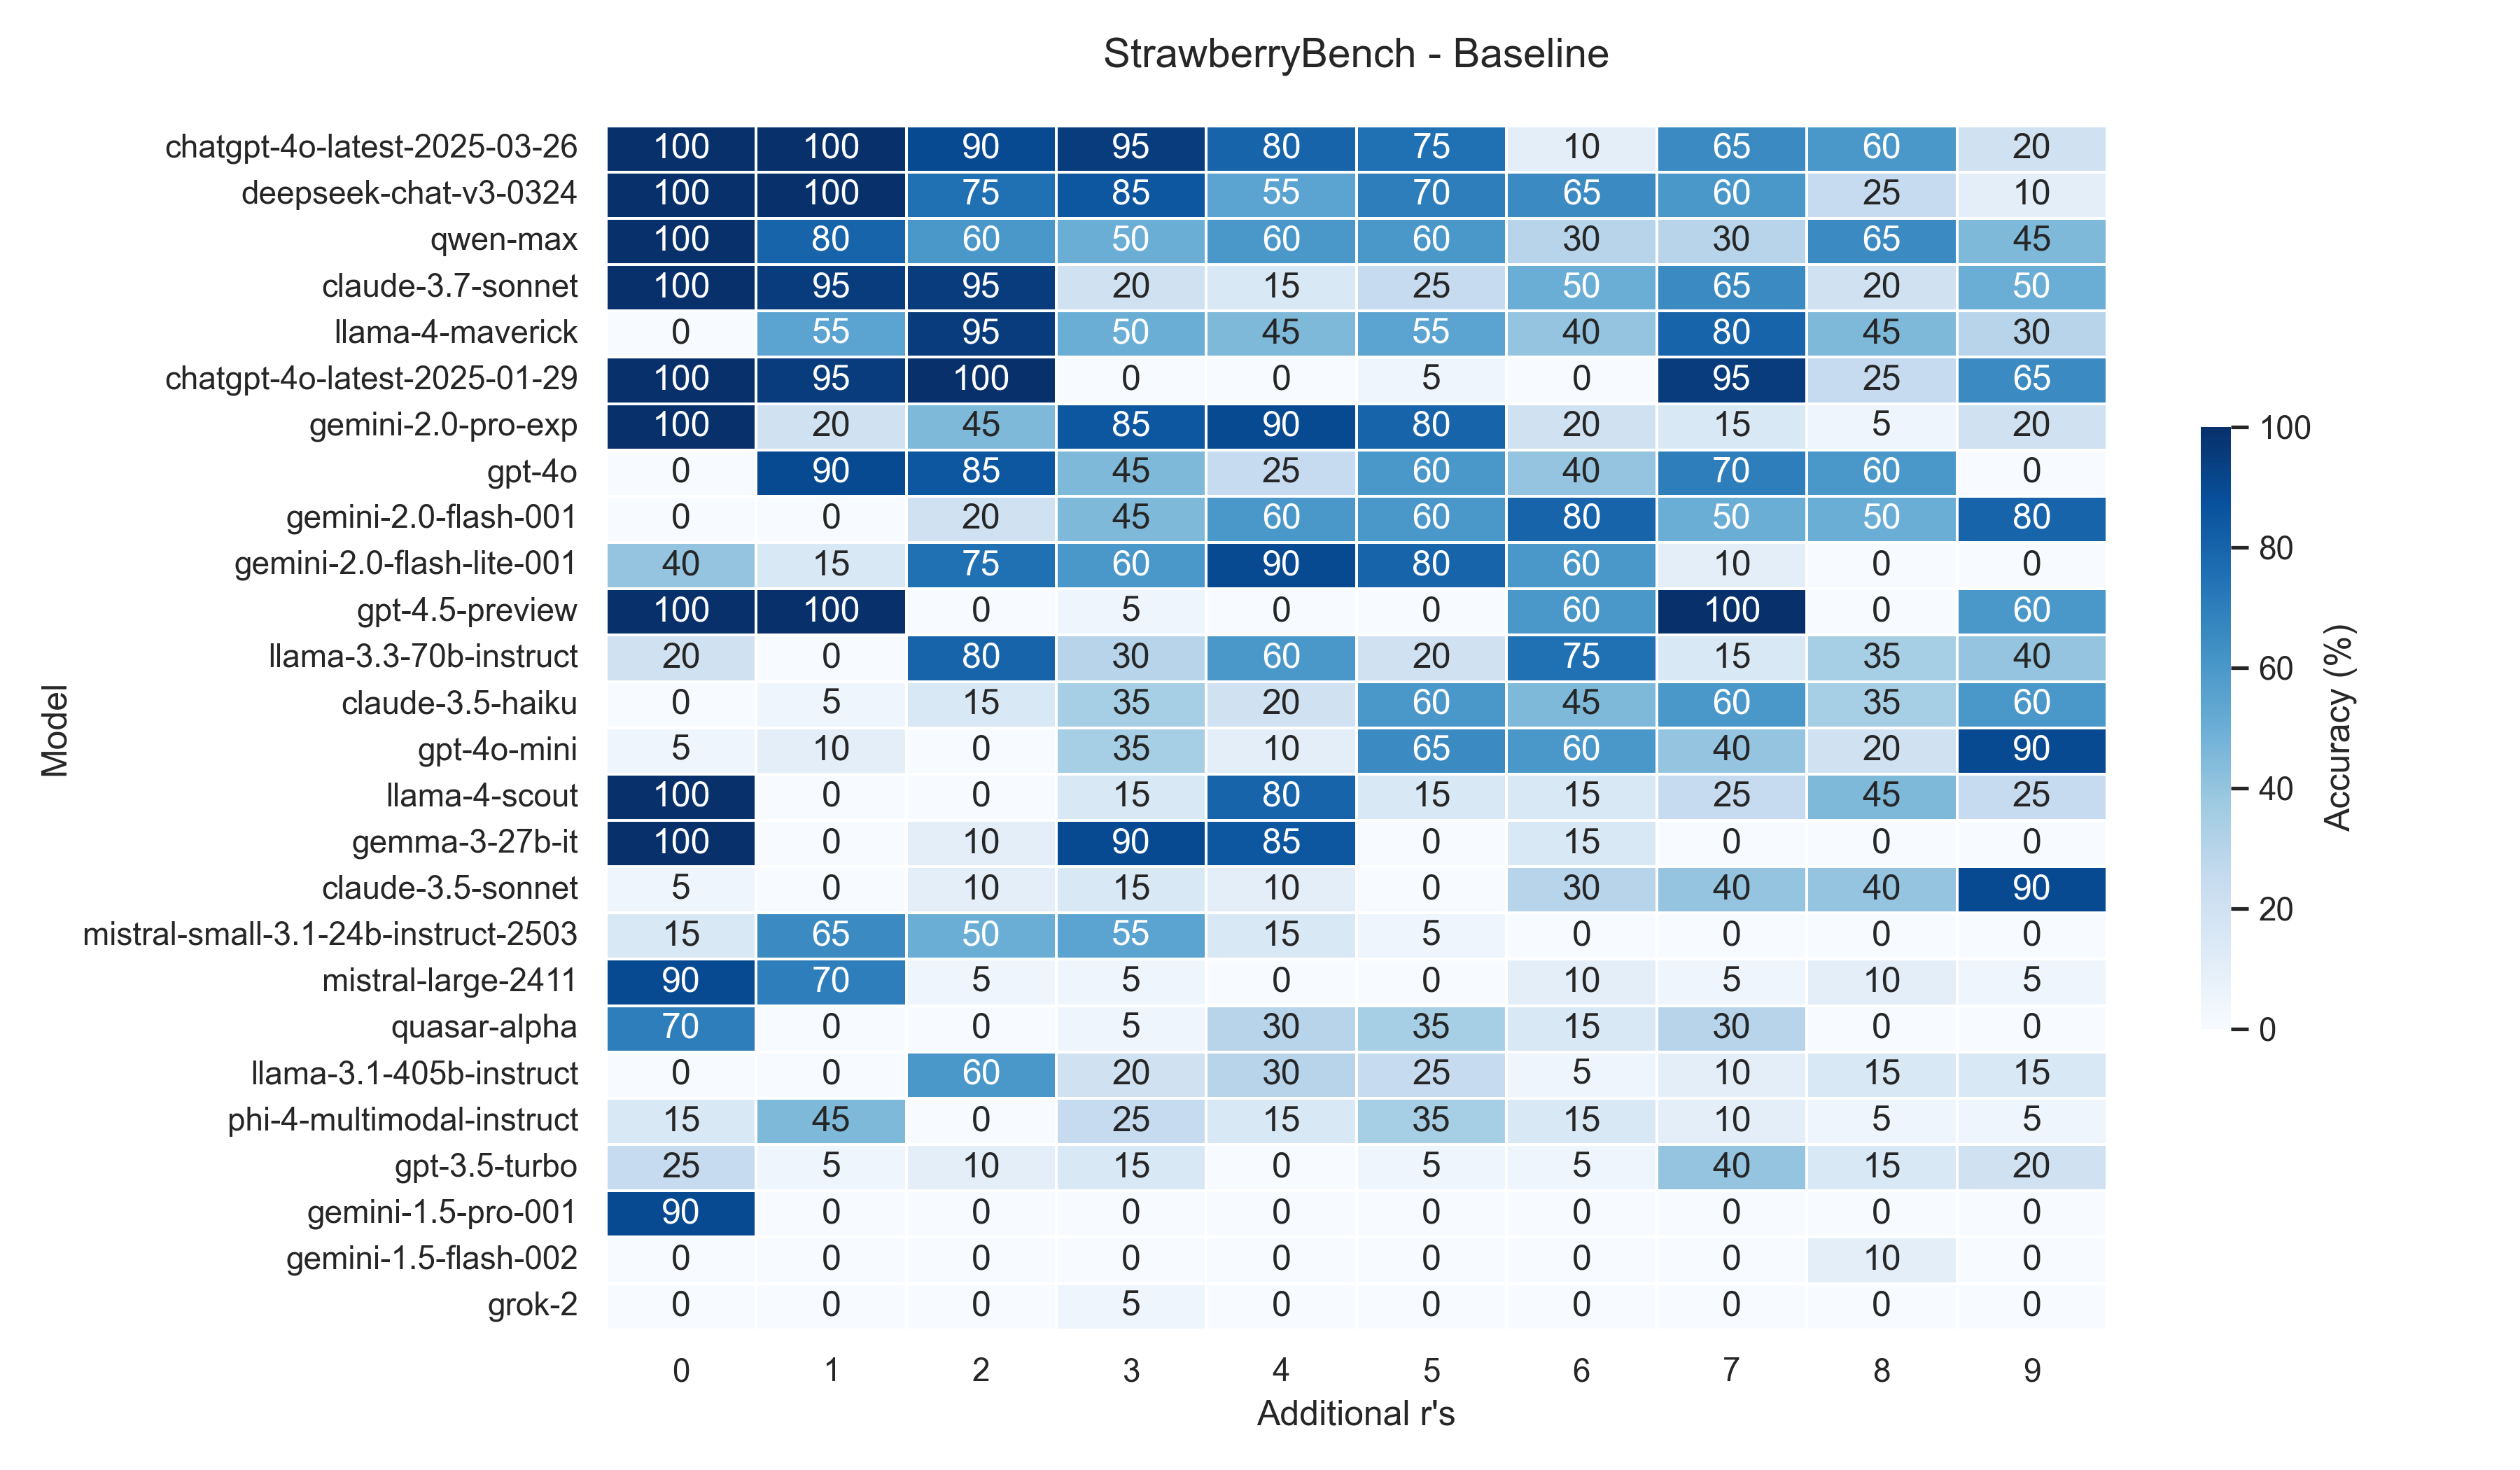 StrawberryBench - Baseline
chatgpt-4o-latest-2025-03-26 100 100 90 95 80 75 10 65 60 20
deepseek-chat-v3-0324 100 100 75 85 55 70 65 60 25 10
qwen-max 100 80 60 50 60 60 30 30 65 45
claude-3.7-sonnet 100 95 95 20 15 25 50 65 20 50
llama-4-maverick 0 55 95 50 45 55 40 80 45 30
chatgpt-4o-latest-2025-01-29 100 95 100 0 0 5 0 95 25 65
gemini-2.0-pro-exp 100 20 45 85 90 80 20 15 5 20
gpt-4o 0 90 85 45 25 60 40 70 60 0
gemini-2.0-flash-001 0 0 20 45 60 60 80 50 50 80
gemini-2.0-flash-lite-001 40 15 75 60 90 80 60 10 0 0
gpt-4.5-preview 100 100 0 5 0 0 60 100 0 60
llama-3.3-70b-instruct 20 0 80 30 60 20 75 15 35 40
claude-3.5-haiku 0 5 15 35 20 60 45 60 35 60
gpt-4o-mini 5 10 0 35 10 65 60 40 20 90
llama-4-scout 100 0 0 15 80 15 15 25 45 25
gemma-3-27b-it 100 0 10 90 85 0 15 0 0 0
claude-3.5-sonnet 5 0 10 15 10 0 30 40 40 90
mistral-small-3.1-24b-instruct-2503 15 65 50 55 15 5 0 0 0 0
mistral-large-2411 90 70 5 5 0 0 10 5 10 5
quasar-alpha 70 0 0 5 30 35 15 30 0 0
llama-3.1-405b-instruct 0 0 60 20 30 25 5 10 15 15
phi-4-multimodal-instruct 15 45 0 25 15 35 15 10 5 5
gpt-3.5-turbo 25 5 10 15 0 5 5 40 15 20
gemini-1.5-pro-001 90 0 0 0 0 0 0 0 0 0
gemini-1.5-flash-002 0 0 0 0 0 0 0 0 10 0
grok-2 0 0 0 5 0 0 0 0 0 0
0 1 2 3 4 5 6 7 8 9
Additional r's
Model
100
80
60
40
20
0
Accuracy (%)